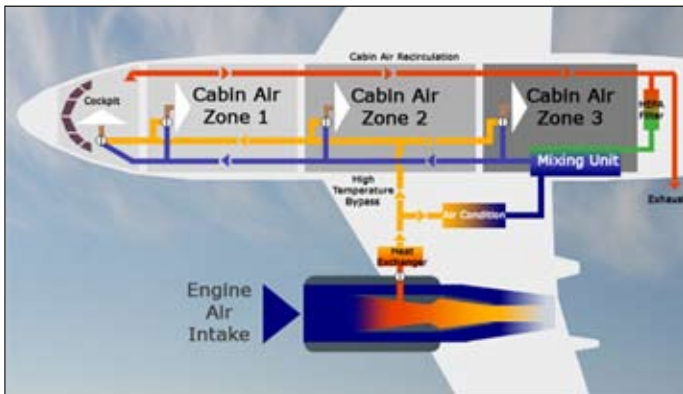 Cabin Air Recirculation
Cockpit
Cabin Air
Zone 1
Cabin Air
Zone 2
Cabin Air
Zone 3
HEPA
Filter
Mixing Unit
High
Temperature
Bypass
Air Condition
Exhaust
Heat
Exchanger
Engine
Air
Intake